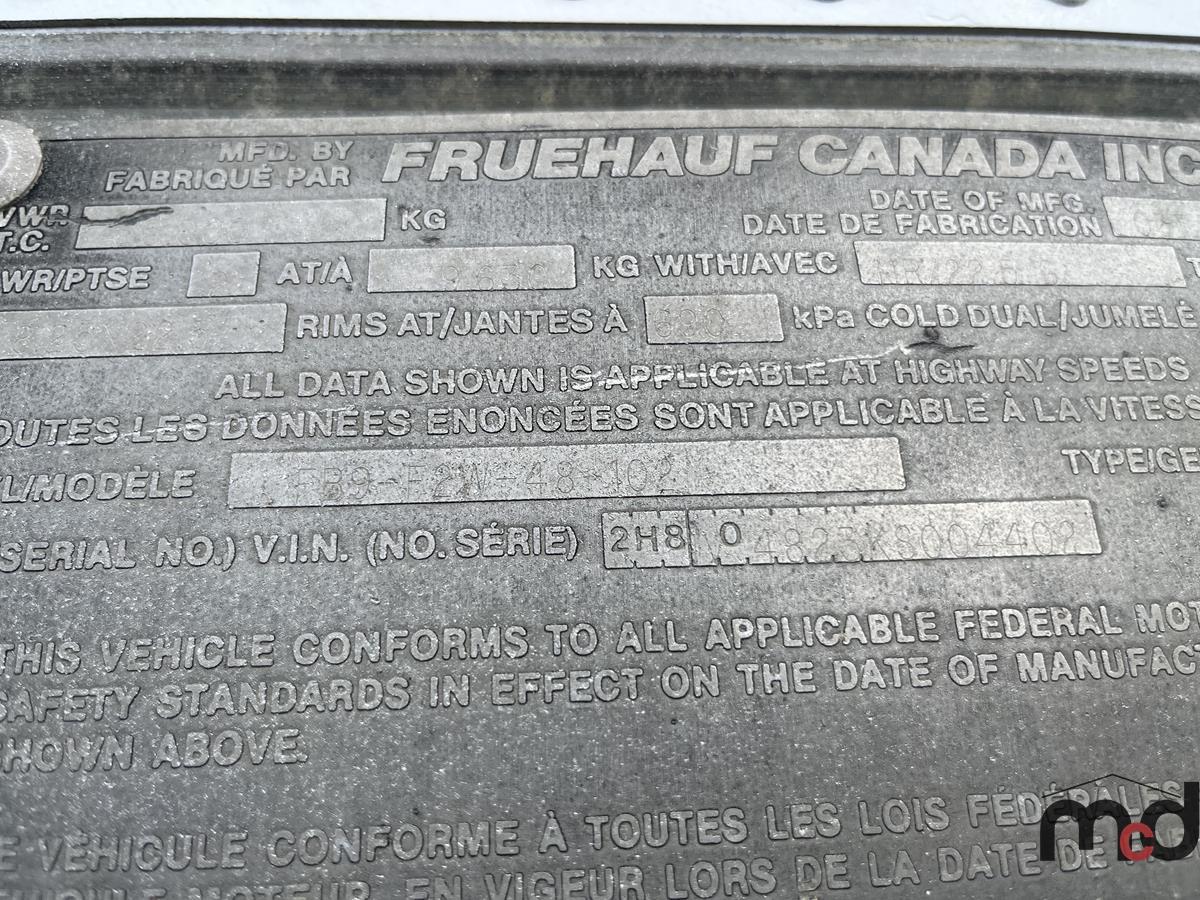 MFD. BY
FABRIQUÉ PAR FRUEHAUF CANADA INC
VWR
T.C. KG DATE OF MFG.
DATE DE FABRICATION
WR/PTSE AT/À KG WITH/AVEC
RIMS AT/JANTES À kPa COLD DUAL/JUMELÉ
ALL DATA SHOWN IS APPLICABLE AT HIGHWAY SPEEDS
OUTES LES DONNÉES ENONCÉES SONT APPLICABLE À LA VITESS
L/MODÈLE FB9-F2W-48-102 TYPE/GE
SERIAL NO.) V.I.N. (NO. SÉRIE) 2H8 0
THIS VEHICLE CONFORMS TO ALL APPLICABLE FEDERAL MOT
SAFETY STANDARDS IN EFFECT ON THE DATE OF MANUFACT
HOWN ABOVE.
E VÉHICULE CONFORME À TOUTES LES LOIS FÉDÉRALES
MOTEUR, EN VIGEUR LORS DE LA DATE DE
mcd